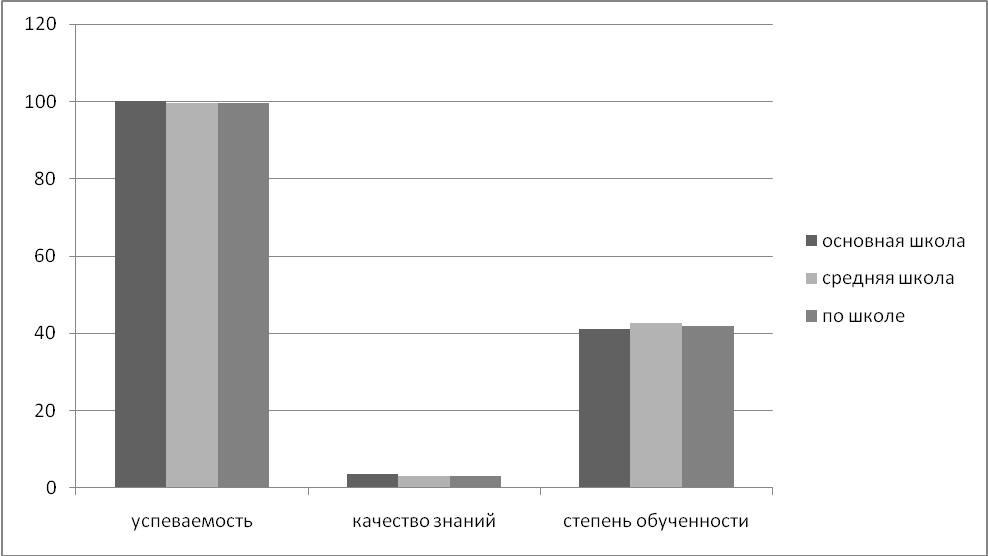 120
100
80
60
40
20
0
успеваемость
качество знаний
степень обученности
основная школа
средняя школа
по школе